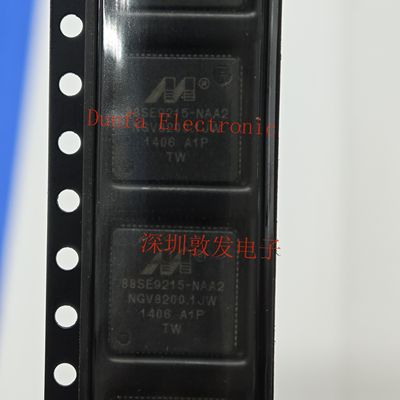 88SE9215-NAA2
Dunfa Electronic
1406 A1P
TW
深圳敦发电子
88SE9215-NAA2
NGV8200.1JW
1406 A1P
TW